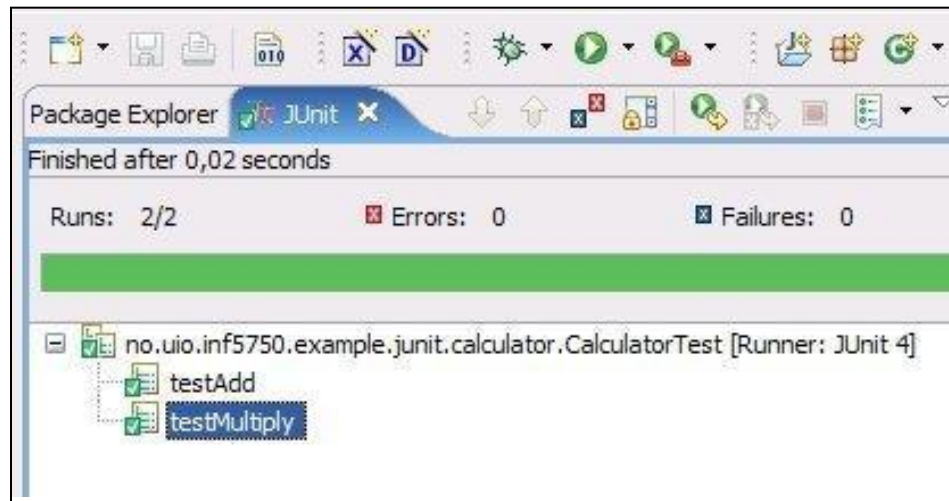 010
X D
Package Explorer JUnit
Finished after 0,02 seconds
Runs: 2/2 Errors: 0 Failures: 0
no.uio.inf5750.example.junit.calculator.CalculatorTest [Runner: JUnit 4]
testAdd
testMultiply